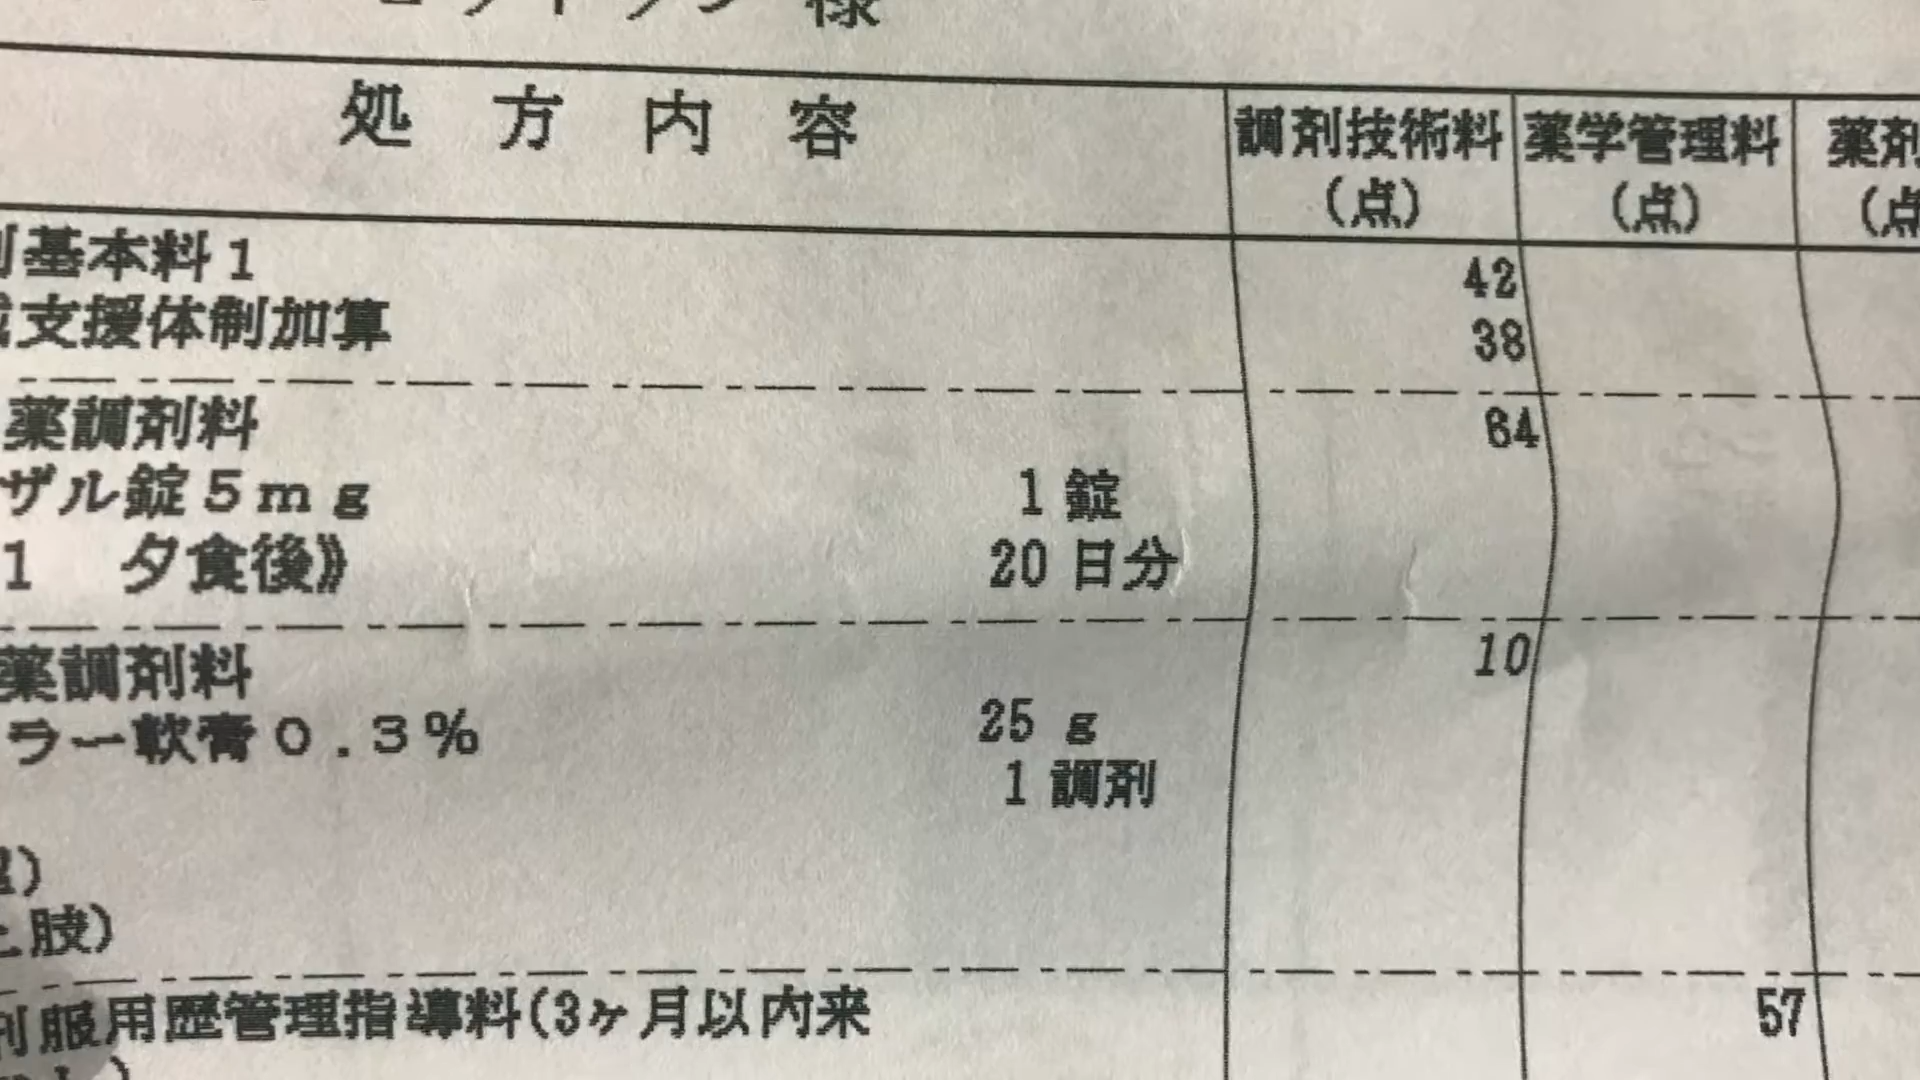 様
処方内容 調剤技術料(点) 薬学管理料(点) 薬剤(点
基本料1 42
支援体制加算 38
薬調剤料 64
ザル錠5mg 1錠
1 夕食後》 20日分
薬調剤料 10
ラー軟膏0.3% 25g
1調剤
上肢)
剤服用歴管理指導料(3ヶ月以内来 57